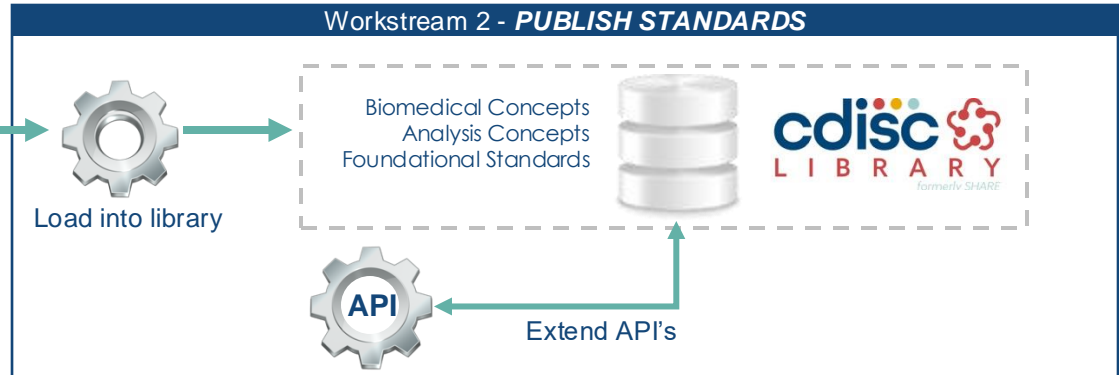 Workstream 2 - PUBLISH STANDARDS
Biomedical Concepts
Analysis Concepts
Foundational Standards
cdisc
LIBRARY
formerly SHARE
Load into library
API
Extend API's